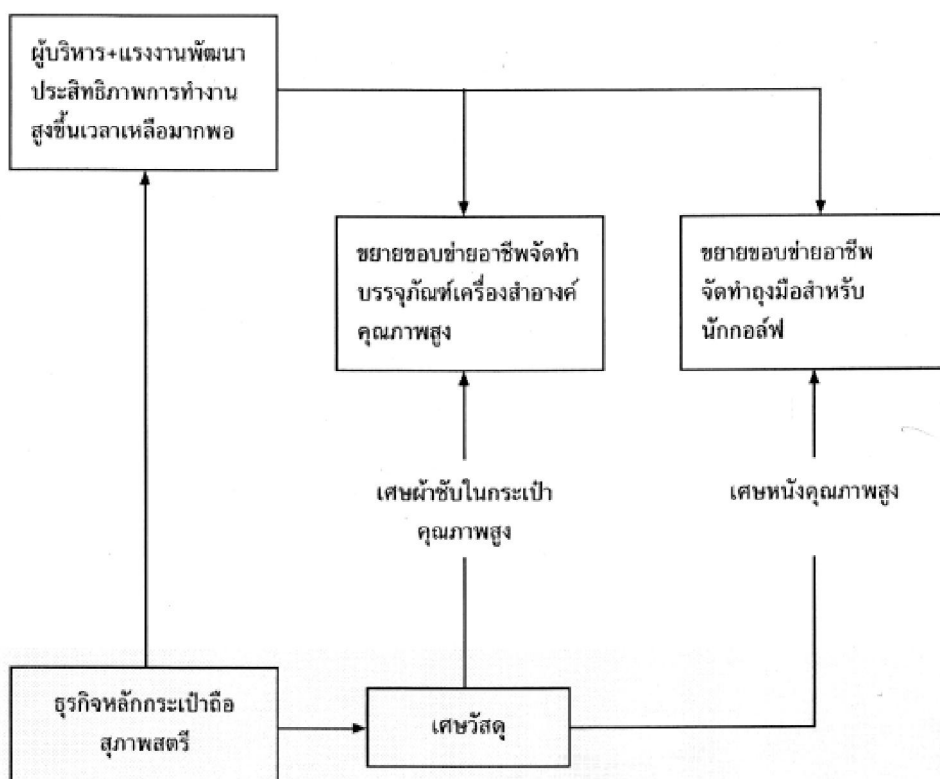 ผู้บริหาร+แรงงานพัฒนา
ประสิทธิภาพการทำงาน
สูงขึ้นเวลาเหลือมากพอ
ขยายขอบข่ายอาชีพจัดทำ
บรรจุภัณฑ์เครื่องสำอางค์
คุณภาพสูง
ขยายขอบข่ายอาชีพ
จัดทำถุงมือสำหรับ
นักกอล์ฟ
เศษผ้าซับในกระเป๋า
คุณภาพสูง
เศษหนังคุณภาพสูง
ธุรกิจหลักกระเป๋าถือ
สุภาพสตรี
เศษวัสดุ